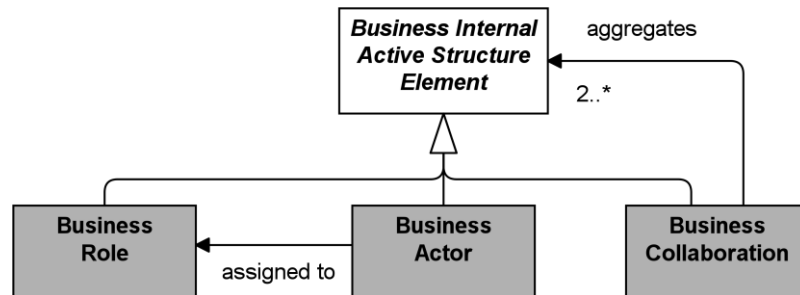 Business Internal
Active Structure
Element
aggregates
2..*
Business
Role
assigned to
Business
Actor
Business
Collaboration